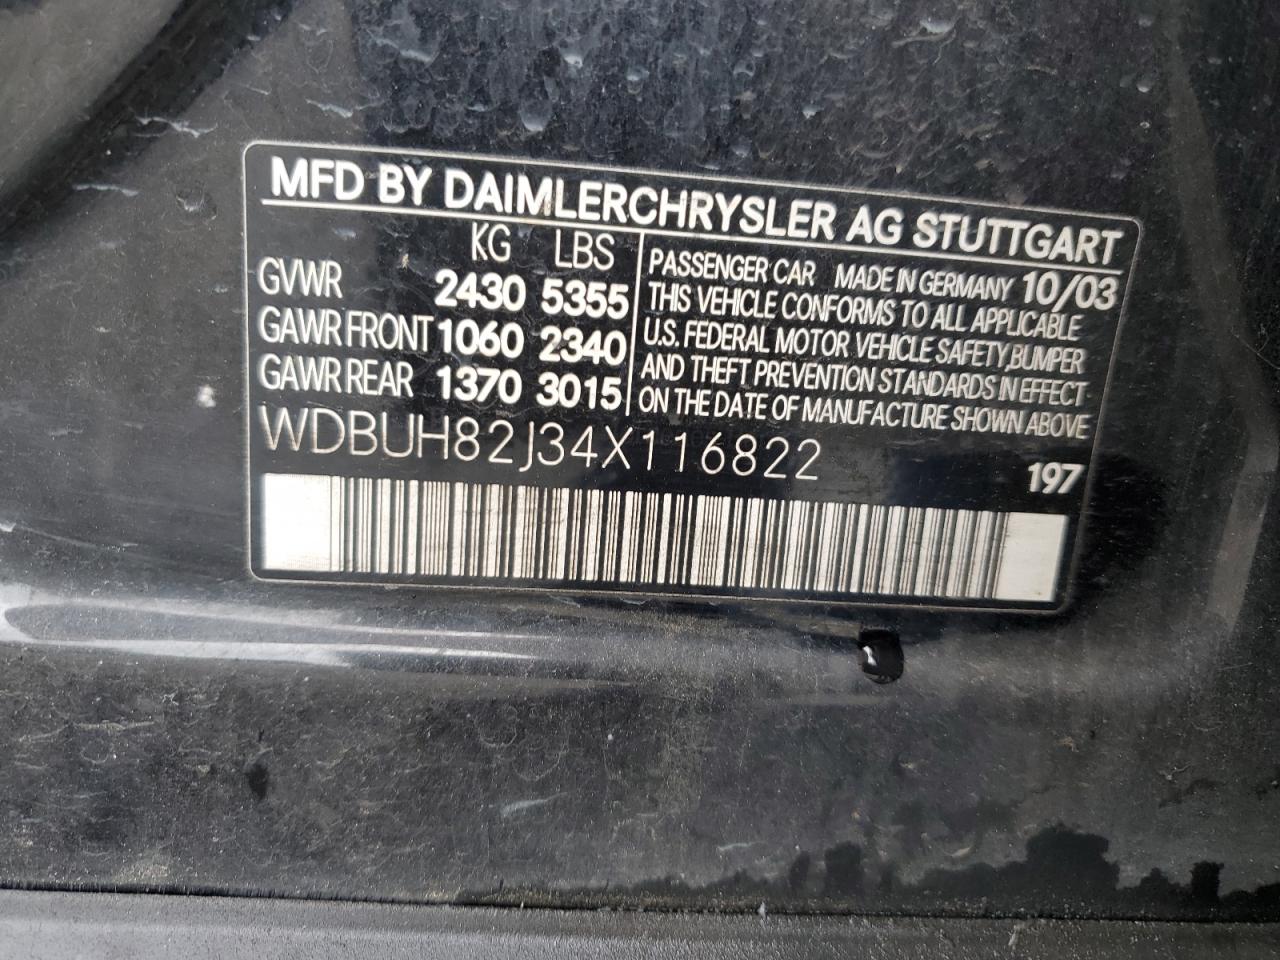 MFD BY DAIMLERCHRYSLER AG STUTTGART
KG LBS
GVWR 2430 5355
GAWR FRONT 1060 2340
GAWR REAR 1370 3015
PASSENGER CAR MADE IN GERMANY 10/03
THIS VEHICLE CONFORMS TO ALL APPLICABLE
U.S. FEDERAL MOTOR VEHICLE SAFETY, BUMPER
AND THEFT PREVENTION STANDARDS IN EFFECT
ON THE DATE OF MANUFACTURE SHOWN ABOVE
WDBUH82J34X116822
197